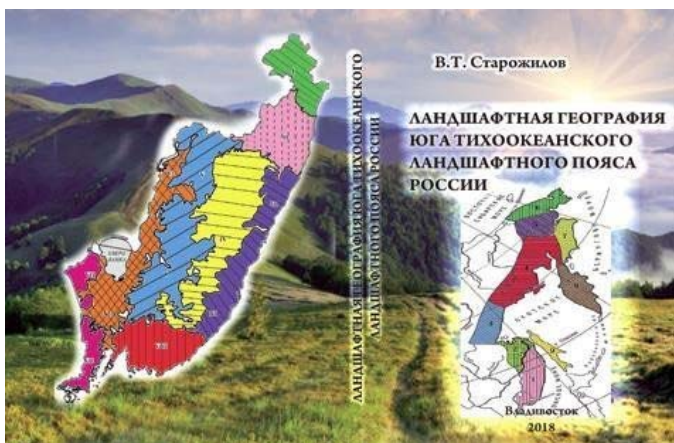 ЛАНДШАФТНАЯ ГЕОГРАФИЯ ЮГА ТИХООКЕАНСКОГО
ЛАНДШАФТНОГО ПОЯСА РОССИИ
В.Т. Старожилов
ЛАНДШАФТНАЯ ГЕОГРАФИЯ
ЮГА ТИХООКЕАНСКОГО
ЛАНДШАФТНОГО ПОЯСА
РОССИИ
Владивосток
2018